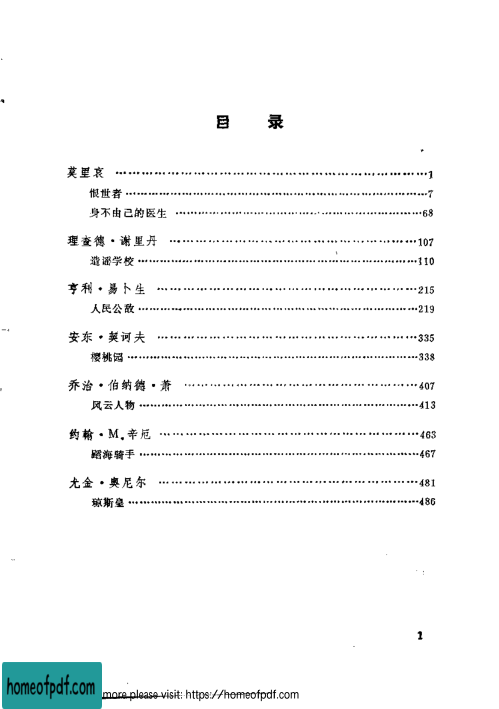 目 录
莫里哀 ……1
恨世者 ……7
身不由己的医生 ……68
理查德·谢里丹 ……107
造谣学校 ……110
亨利·易卜生 ……215
人民公敌 ……219
安东·契诃夫 ……335
樱桃园 ……338
乔治·伯纳德·萧 ……407
风云人物 ……413
约翰·M.辛厄 ……463
蹈海骑手 ……467
尤金·奥尼尔 ……481
琼斯皇 ……486
1
homeofpdf.com
more please visit: https://homeofpdf.com